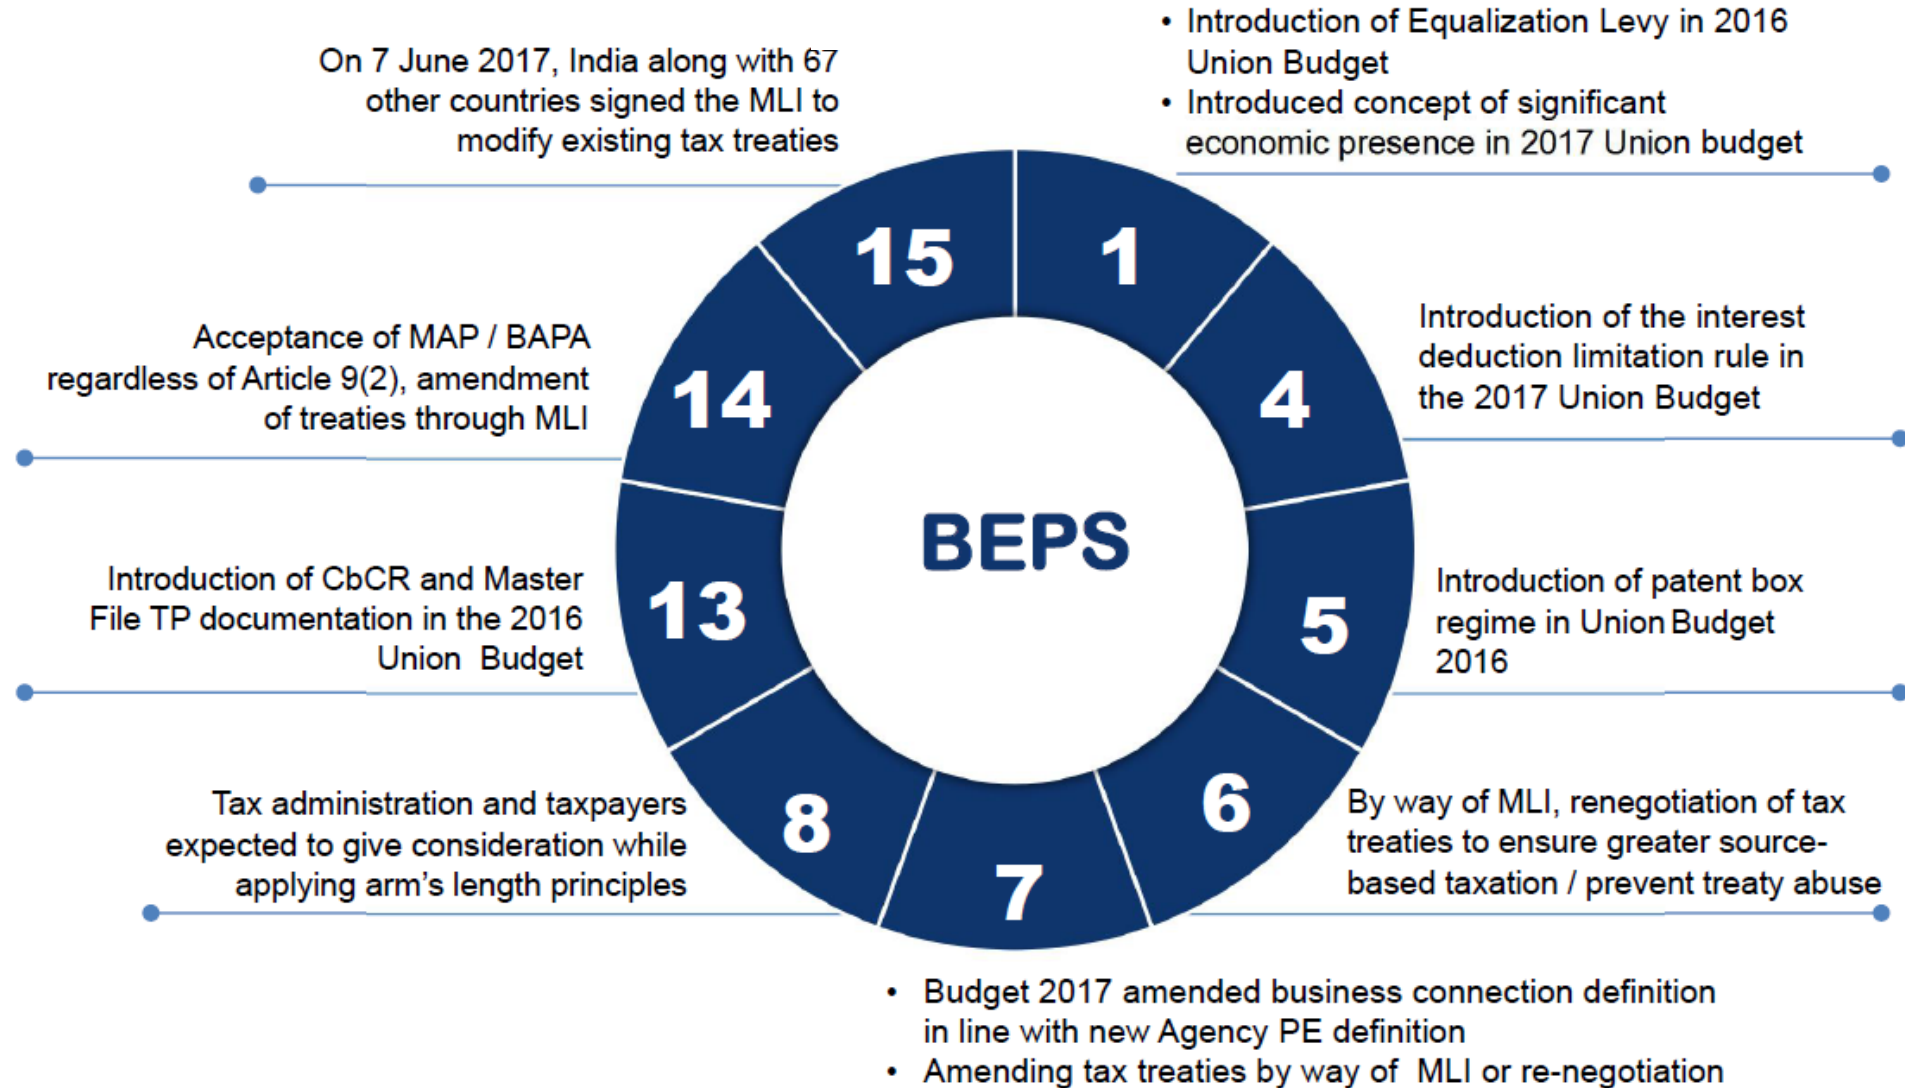 On 7 June 2017, India along with 67
other countries signed the MLI to
modify existing tax treaties
• Introduction of Equalization Levy in 2016
Union Budget
• Introduced concept of significant
economic presence in 2017 Union budget
15
1
Acceptance of MAP / BAPA
regardless of Article 9(2), amendment
of treaties through MLI
14
4
Introduction of the interest
deduction limitation rule in
the 2017 Union Budget
BEPS
Introduction of CbCR and Master
File TP documentation in the 2016
Union Budget
13
5
Introduction of patent box
regime in Union Budget
2016
Tax administration and taxpayers
expected to give consideration while
applying arm's length principles
8
6
By way of MLI, renegotiation of tax
treaties to ensure greater source-
based taxation / prevent treaty abuse
7
• Budget 2017 amended business connection definition
in line with new Agency PE definition
• Amending tax treaties by way of MLI or re-negotiation